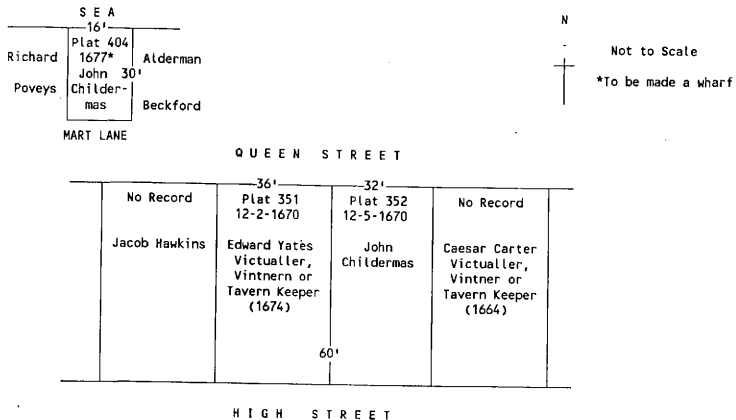 S E A
16'
Plat 404
1677*
John 30'
Childer-
mas
Richard
Poveys
Alderman
Beckford
MART LANE
N
Not to Scale
*To be made a wharf
Q U E E N S T R E E T
No Record
Jacob Hawkins
36'
Plat 351
12-2-1670
Edward Yates
Victualler,
Vintnern or
Tavern Keeper
(1674)
32'
Plat 352
12-5-1670
John
Childermas
No Record
Caesar Carter
Victualler,
Vintner or
Tavern Keeper
(1664)
60'
H I G H S T R E E T